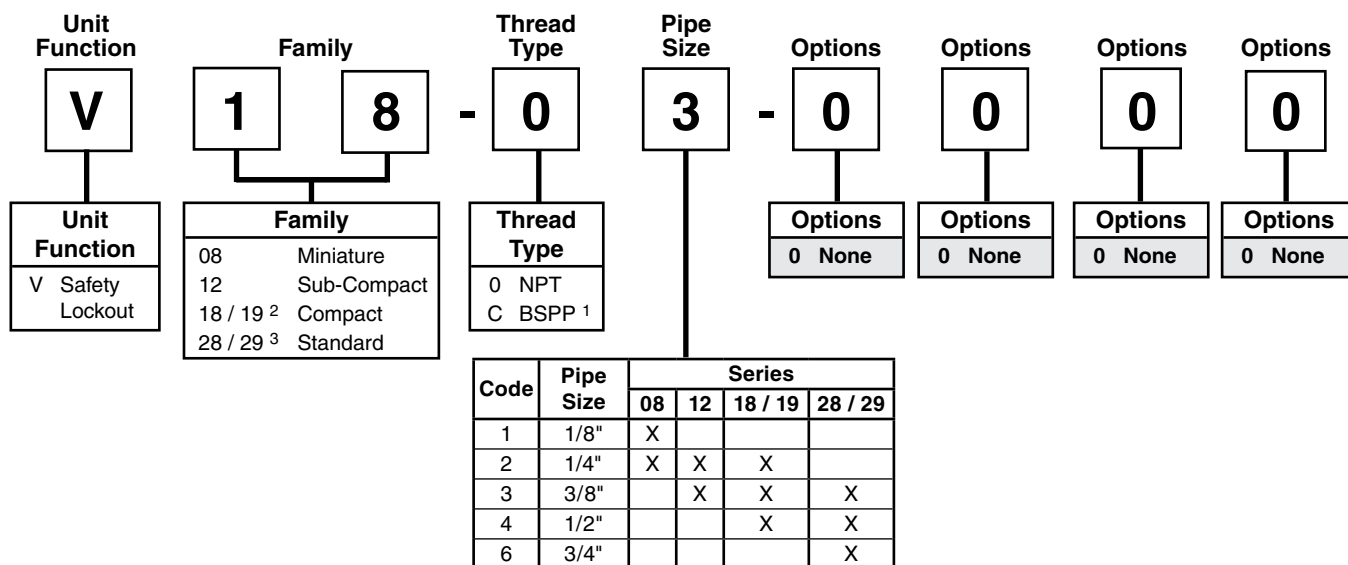 Unit Function Family Thread Type Pipe Size Options Options Options Options
V 1 8 - 0 3 - 0 0 0 0
Unit Function
V Safety Lockout
Family
08 Miniature
12 Sub-Compact
18 / 19 2 Compact
28 / 29 3 Standard
Thread Type
0 NPT
C BSPP 1
Options
0 None
Options
0 None
Options
0 None
Options
0 None
Code Pipe Size Series
08 12 18 / 19 28 / 29
1 1/8" X
2 1/4" X X X
3 3/8" X X X
4 1/2" X X
6 3/4" X